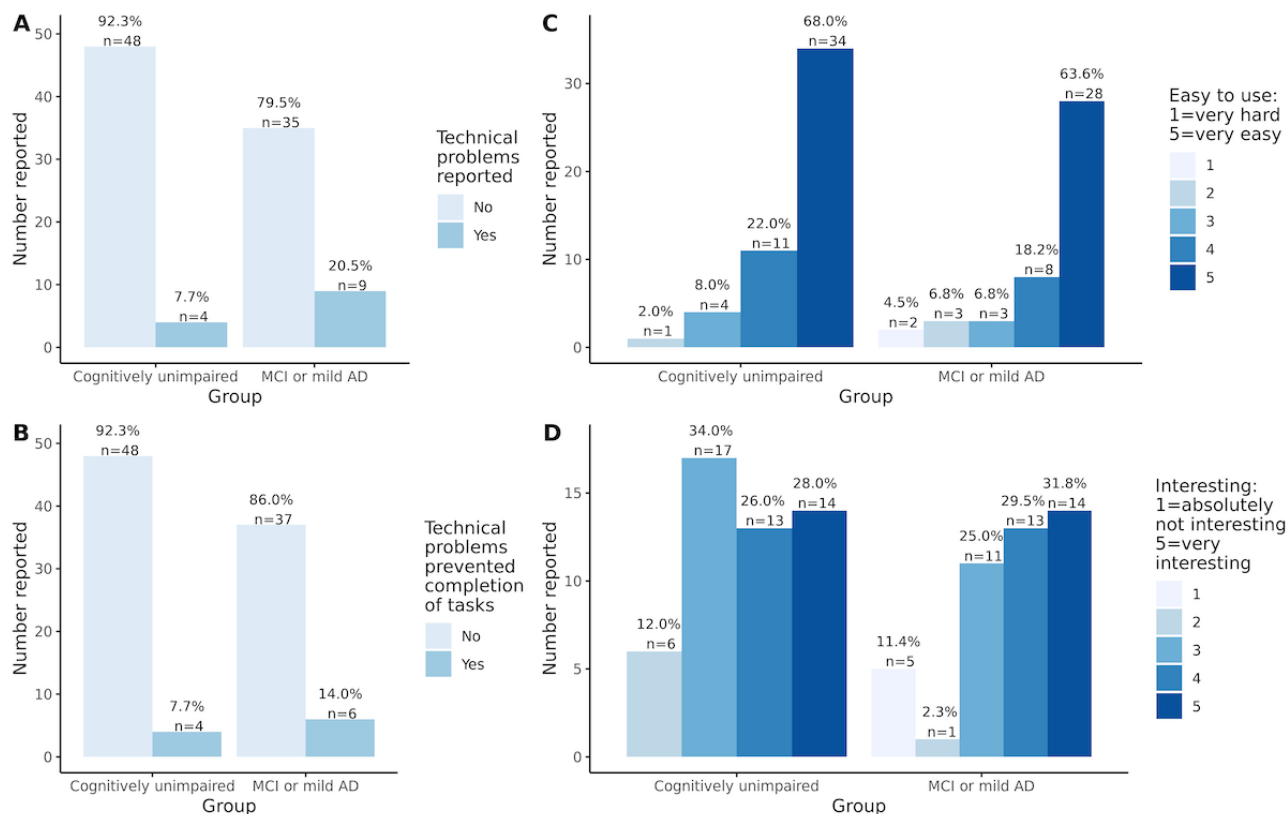 A
50
40
30
20
10
0
Number reported
92.3%
n=48
7.7%
n=4
79.5%
n=35
20.5%
n=9
Cognitively unimpaired
MCI or mild AD
Group
Technical
problems
reported
No
Yes
C
30
20
10
0
Number reported
2.0%
n=1
8.0%
n=4
22.0%
n=11
68.0%
n=34
4.5%
n=2
6.8%
n=3
6.8%
n=3
18.2%
n=8
63.6%
n=28
Cognitively unimpaired
MCI or mild AD
Group
Easy to use:
1=very hard
5=very easy
1
2
3
4
5
B
50
40
30
20
10
0
Number reported
92.3%
n=48
7.7%
n=4
86.0%
n=37
14.0%
n=6
Cognitively unimpaired
MCI or mild AD
Group
Technical
problems
prevented
completion
of tasks
No
Yes
D
15
10
5
0
Number reported
12.0%
n=6
34.0%
n=17
26.0%
n=13
28.0%
n=14
11.4%
n=5
2.3%
n=1
25.0%
n=11
29.5%
n=13
31.8%
n=14
Cognitively unimpaired
MCI or mild AD
Group
Interesting:
1=absolutely
not interesting
5=very
interesting
1
2
3
4
5